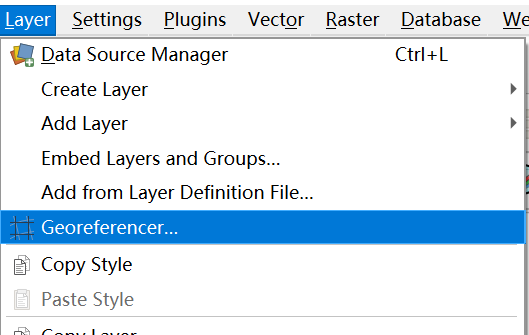 Layer Settings Plugins Vector Raster Database We
Data Source Manager Ctrl+L
Create Layer
Add Layer
Embed Layers and Groups...
Add from Layer Definition File...
Georeferencer...
Copy Style
Paste Style
Copy Layer